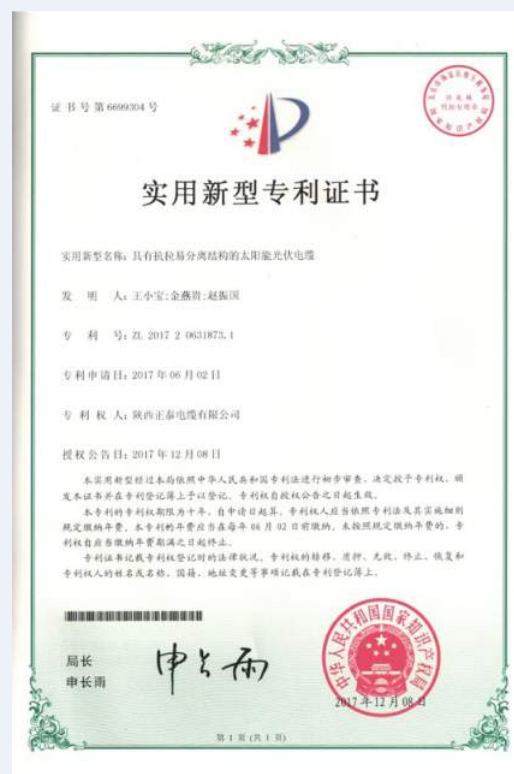 证书号第6699304号
实用新型专利证书
实用新型名称：具有抗拉易分离结构的太阳能光伏电缆
发 明 人：王小宝;金燕贵;赵振国
专 利 号：ZL 2017 2 0631873.1
专利申请日：2017年06月02日
专 利 权 人：陕西正泰电缆有限公司
授权公告日：2017年12月08日
本实用新型经过本局依照中华人民共和国专利法进行初步审查，决定授予专利权，颁
发本证书并在专利登记簿上予以登记。专利权自授权公告之日起生效。
本专利的专利权期限为十年，自申请日起算。专利权人应当依照专利法及其实施细则
规定缴纳年费。本专利的年费应当在每年06月02日前缴纳。未按照规定缴纳年费的，专
利权自应当缴纳年费期满之日起终止。
专利证书记载专利权登记时的法律状况。专利权的转移、质押、无效、终止、恢复和
专利权人的姓名或名称、国籍、地址变更等事项记载在专利登记簿上。
局长
申长雨
申长雨
中华人民共和国国家知识产权局
2017年12月08日
第 1 页 (共 1 页)